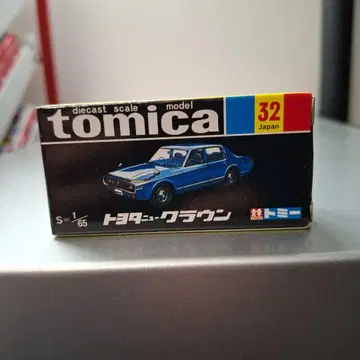 diecast scale model
tomica
32
Japan
S=1/65
トヨタニュークラウン
トミー